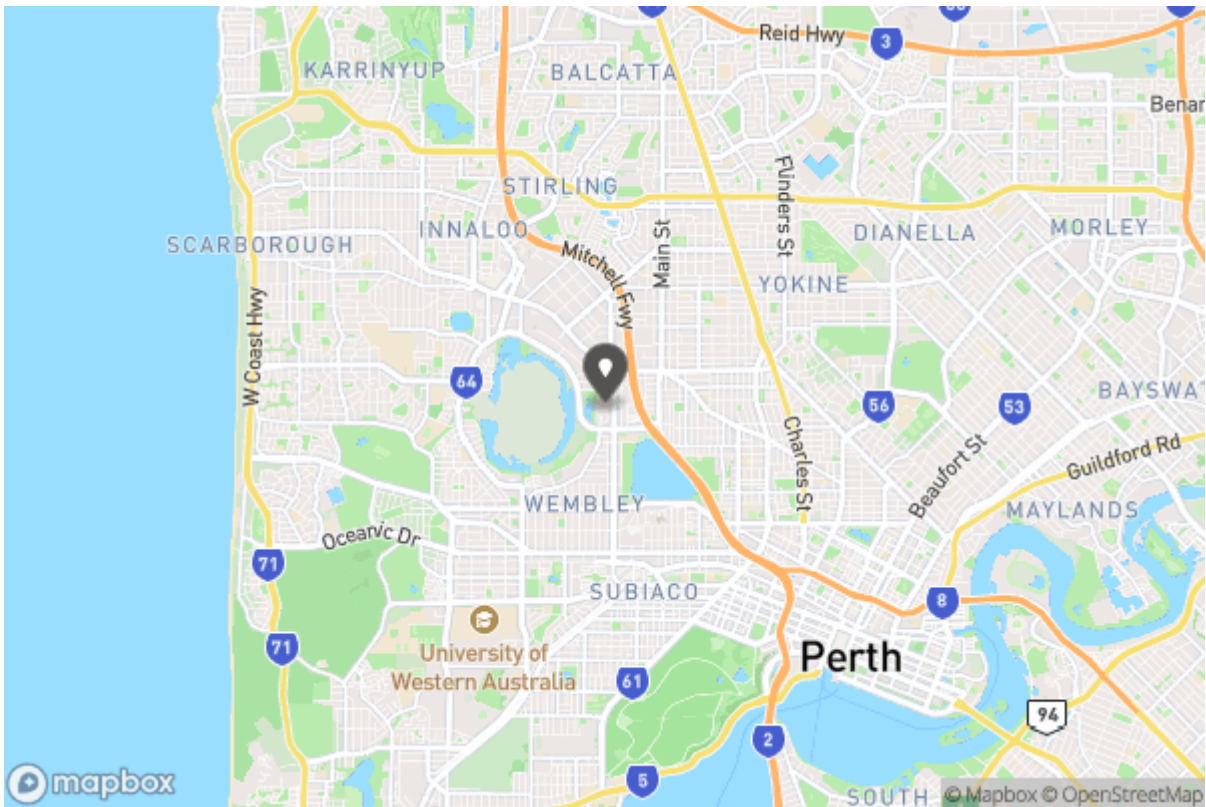 Reid Hwy
3
KARRINYUP
BALCATTA
Benar
Flinders St
STIRLING
Main St
INNALOO
SCARBOROUGH
DIANELLA
MORLEY
Mitchell Fwy
YOKINE
W Coast Hwy
64
56
53
BAYSWAT
Charles St
Beaufort St
Guildford Rd
WEMBLEY
MAYLANDS
Oceanic Dr
71
SUBIACO
8
71
University of
Western Australia
61
Perth
94
2
5
mapbox
SOUTH
© Mapbox © OpenStreetMap